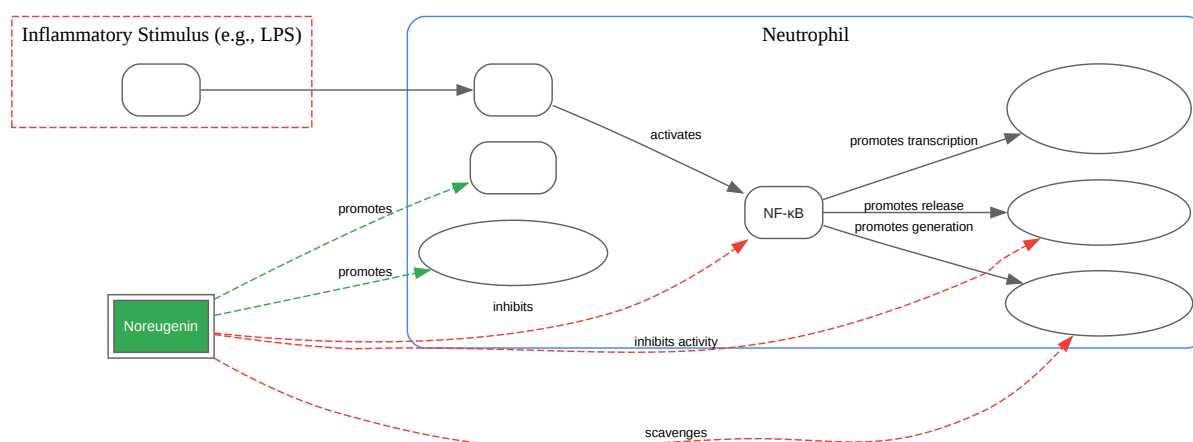 Inflammatory Stimulus (e.g., LPS)
Neutrophil
activates
promotes transcription
promotes
NF-κB
promotes release
promotes generation
promotes
inhibits
Noreugenin
inhibits activity
scavenges